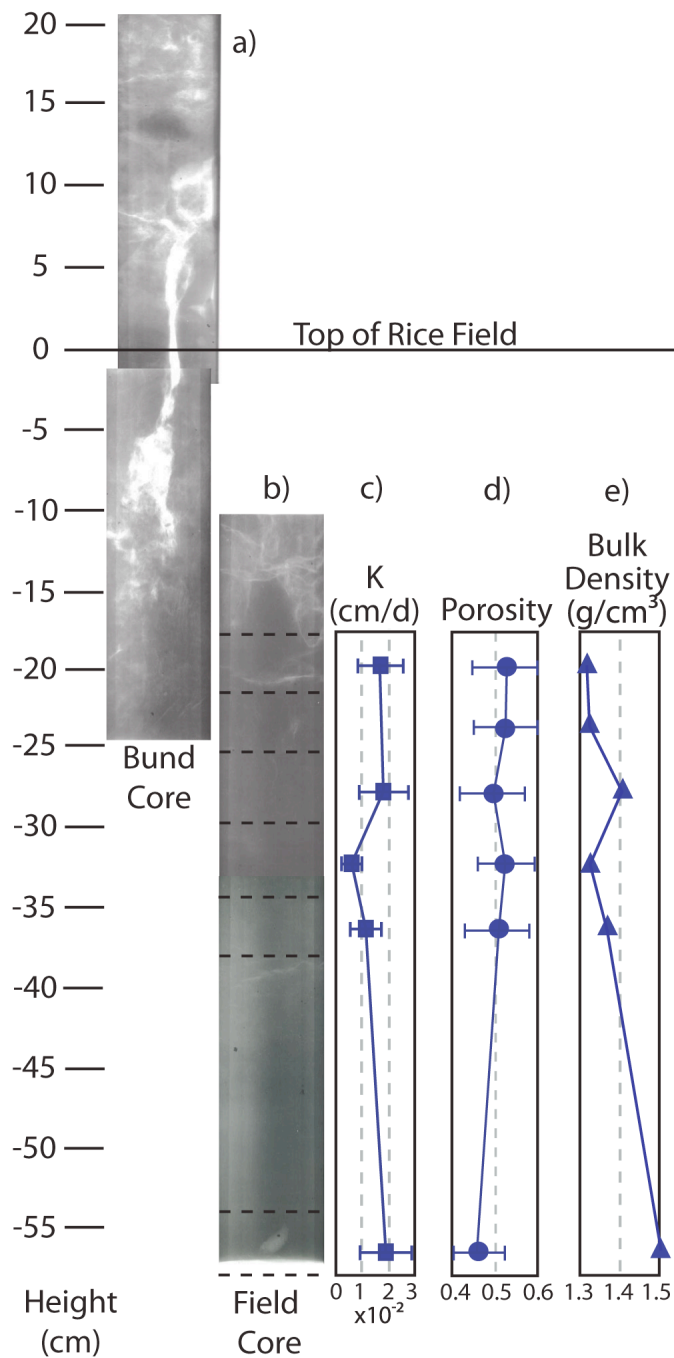 20
a)
15
10
5
Top of Rice Field
0
-5
-10
b)
c)
d)
e)
K
(cm/d)
Porosity
Bulk
Density
(g/cm³)
-15
-20
-25
Bund
Core
-30
-35
-40
-45
-50
-55
0 1 2 3
x10⁻²
0.4 0.5 0.6
1.3 1.4 1.5
Height
(cm)
Field
Core